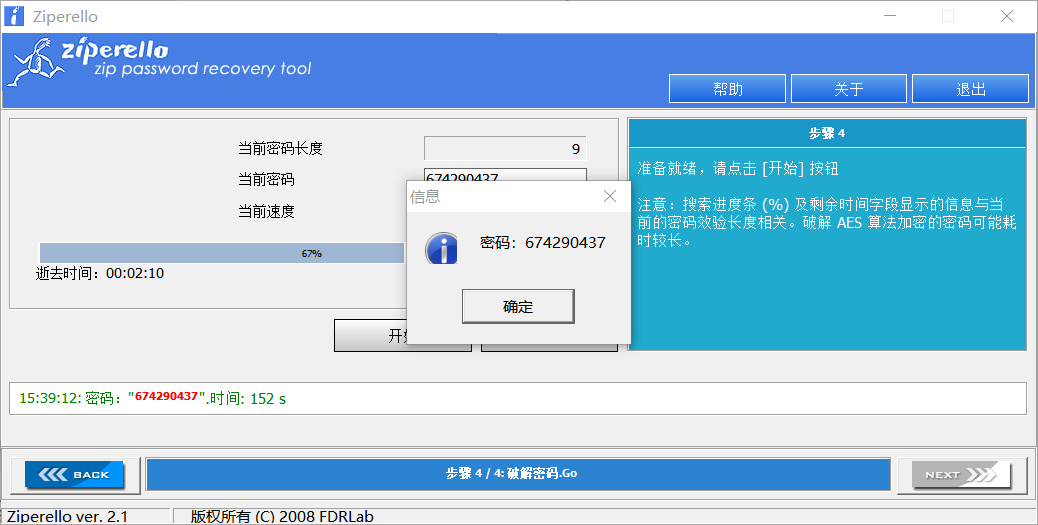 Ziperello
ziperello
zip password recovery tool
帮助
关于
退出
当前密码长度
9
当前密码
674290437
当前速度
67%
逝去时间：00:02:10
信息
密码：674290437
确定
步骤 4
准备就绪，请点击 [开始] 按钮
注意：搜索进度条 (%) 及剩余时间字段显示的信息与当
前的密码效验长度相关。破解 AES 算法加密的密码可能耗
时较长。
开
15:39:12: 密码："674290437".时间: 152 s
BACK
步骤 4 / 4: 破解密码.Go
NEXT
Ziperello ver. 2.1
版权所有 (C) 2008 FDRLab